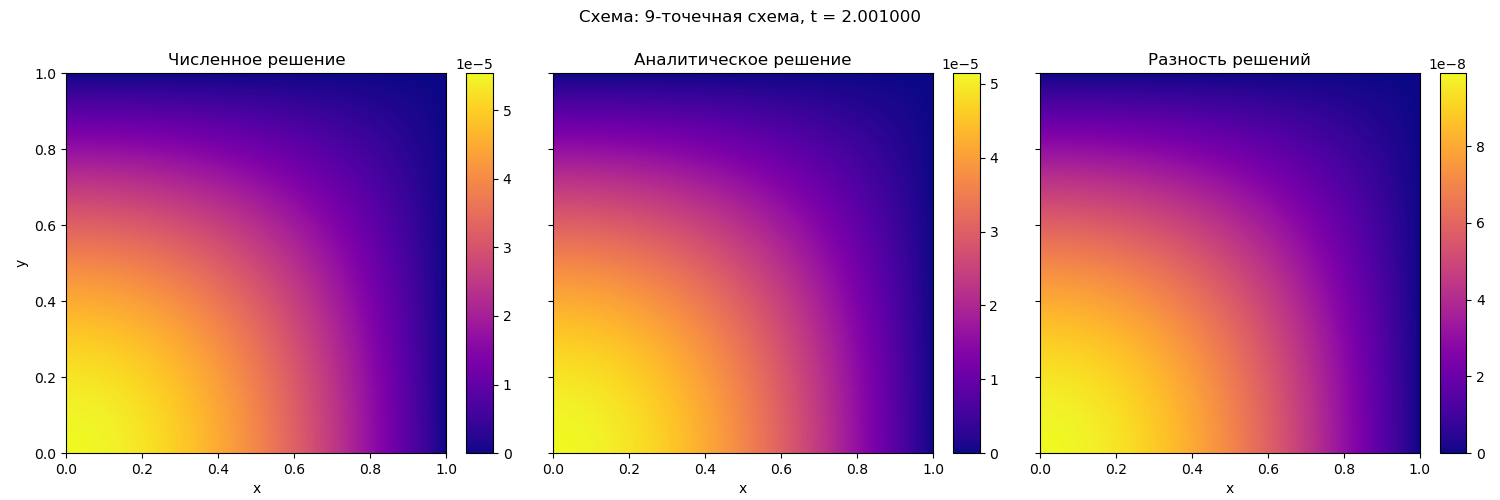 Схема: 9-точечная схема, t = 2.001000
Численное решение
1e−5
Аналитическое решение
1e−5
Разность решений
1e−8
1.0
0.8
0.6
0.4
0.2
0.0
y
0.0 0.2 0.4 0.6 0.8 1.0
x
5
4
3
2
1
0
0.0 0.2 0.4 0.6 0.8 1.0
x
5
4
3
2
1
0
0.0 0.2 0.4 0.6 0.8 1.0
x
8
6
4
2
0